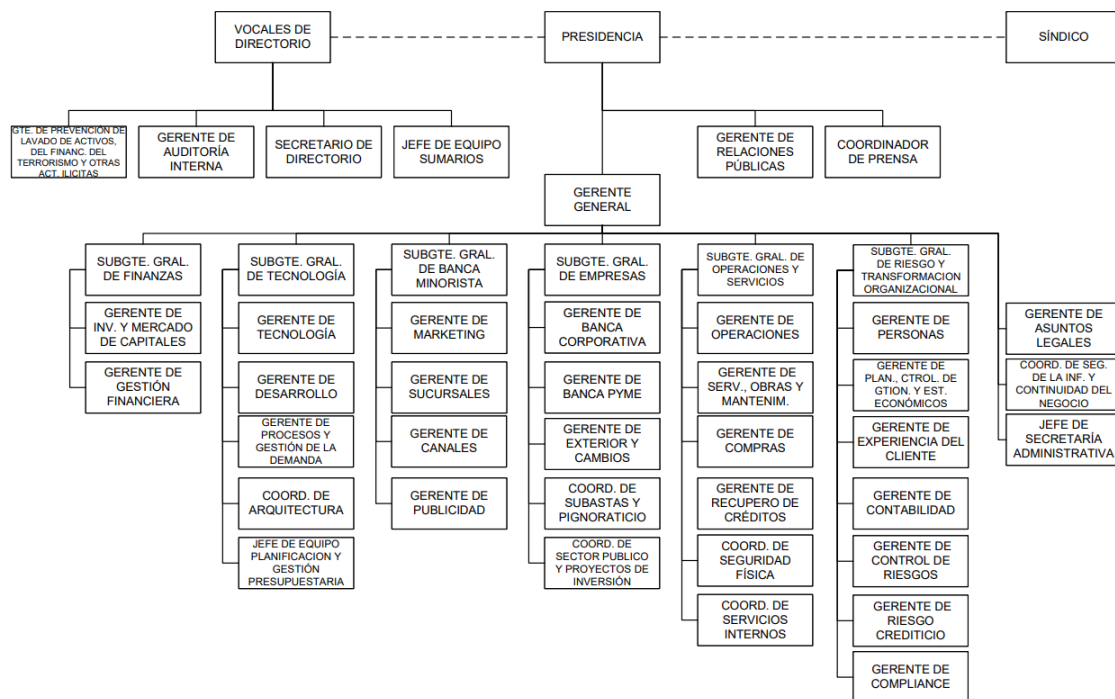 VOCALES DE
DIRECTORIO
PRESIDENCIA
SÍNDICO
GTE. DE PREVENCIÓN DE
LAVADO DE ACTIVOS,
DEL FINANC. DEL
TERRORISMO Y OTRAS
ACT. ILICITAS
GERENTE DE
AUDITORÍA
INTERNA
SECRETARIO DE
DIRECTORIO
JEFE DE EQUIPO
SUMARIOS
GERENTE DE
RELACIONES
PÚBLICAS
COORDINADOR
DE PRENSA
GERENTE
GENERAL
SUBGTE. GRAL.
DE FINANZAS
GERENTE DE
INV. Y MERCADO
DE CAPITALES
GERENTE DE
GESTIÓN
FINANCIERA
SUBGTE. GRAL.
DE TECNOLOGÍA
GERENTE DE
TECNOLOGÍA
GERENTE DE
DESARROLLO
GERENTE DE
PROCESOS Y
GESTIÓN DE LA
DEMANDA
COORD. DE
ARQUITECTURA
JEFE DE EQUIPO
PLANIFICACION Y
GESTIÓN
PRESUPUESTARIA
SUBGTE. GRAL.
DE BANCA
MINORISTA
GERENTE DE
MARKETING
GERENTE DE
SUCURSALES
GERENTE DE
CANALES
GERENTE DE
PUBLICIDAD
SUBGTE. GRAL.
DE EMPRESAS
GERENTE DE
BANCA
CORPORATIVA
GERENTE DE
BANCA PYME
GERENTE DE
EXTERIOR Y
CAMBIOS
COORD. DE
SUBASTAS Y
PIGNORATICIO
COORD. DE
SECTOR PUBLICO
Y PROYECTOS DE
INVERSIÓN
SUBGTE. GRAL. DE
OPERACIONES Y
SERVICIOS
GERENTE DE
OPERACIONES
GERENTE DE
SERV., OBRAS Y
MANTENIM.
GERENTE DE
COMPRAS
GERENTE DE
RECUPERO DE
CRÉDITOS
COORD. DE
SEGURIDAD
FÍSICA
COORD. DE
SERVICIOS
INTERNOS
SUBGTE. GRAL.
DE RIESGO Y
TRANSFORMACION
ORGANIZACIONAL
GERENTE DE
PERSONAS
GERENTE DE
PLAN., CTROL. DE
GTION. Y EST.
ECONÓMICOS
GERENTE DE
EXPERIENCIA DEL
CLIENTE
GERENTE DE
CONTABILIDAD
GERENTE DE
CONTROL DE
RIESGOS
GERENTE DE
RIESGO
CREDITICIO
GERENTE DE
COMPLIANCE
GERENTE DE
ASUNTOS
LEGALES
COORD. DE SEG.
DE LA INF. Y
CONTINUIDAD DEL
NEGOCIO
JEFE DE
SECRETARÍA
ADMINISTRATIVA